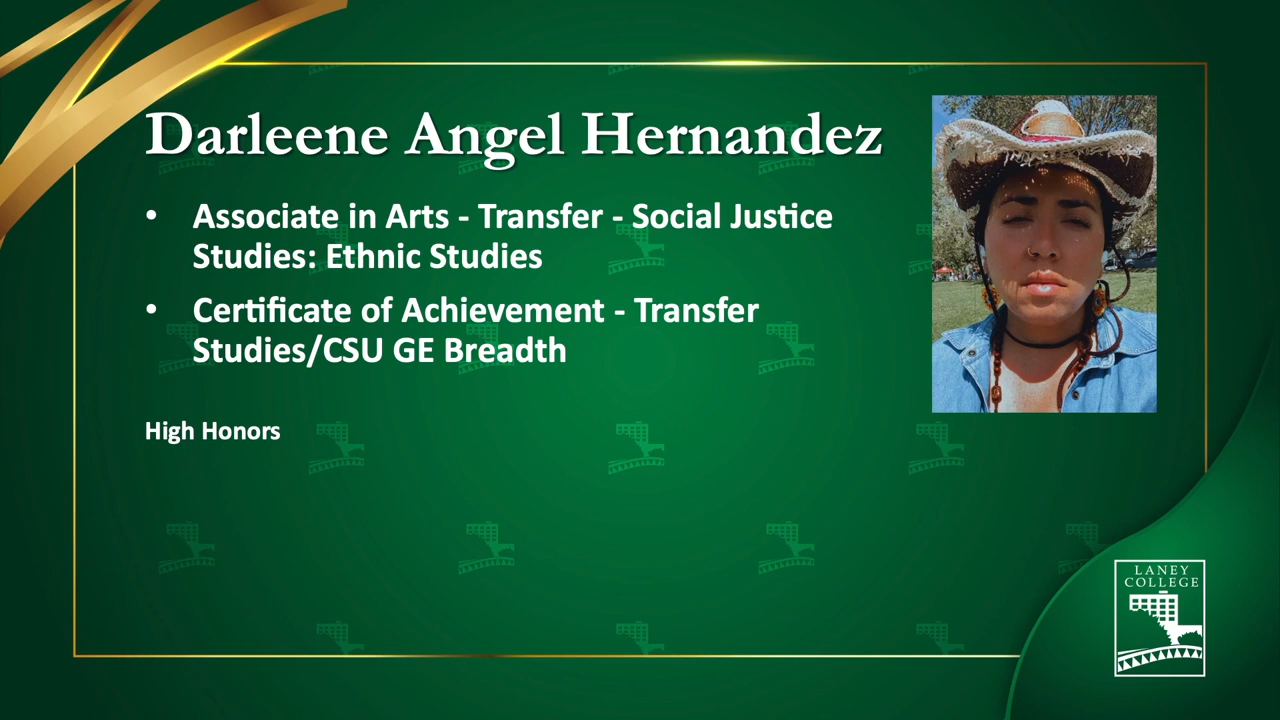 Darleene Angel Hernandez
• Associate in Arts - Transfer - Social Justice
Studies: Ethnic Studies
• Certificate of Achievement - Transfer
Studies/CSU GE Breadth
High Honors
LANEY
COLLEGE